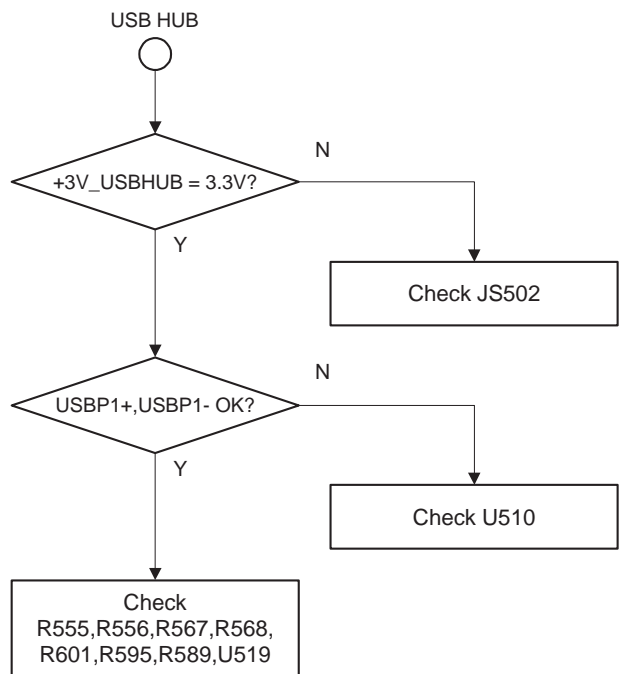 USB HUB
N
+3V_USBHUB = 3.3V?
Y
Check JS502
N
USBP1+,USBP1- OK?
Y
Check U510
Check
R555,R556,R567,R568,
R601,R595,R589,U519